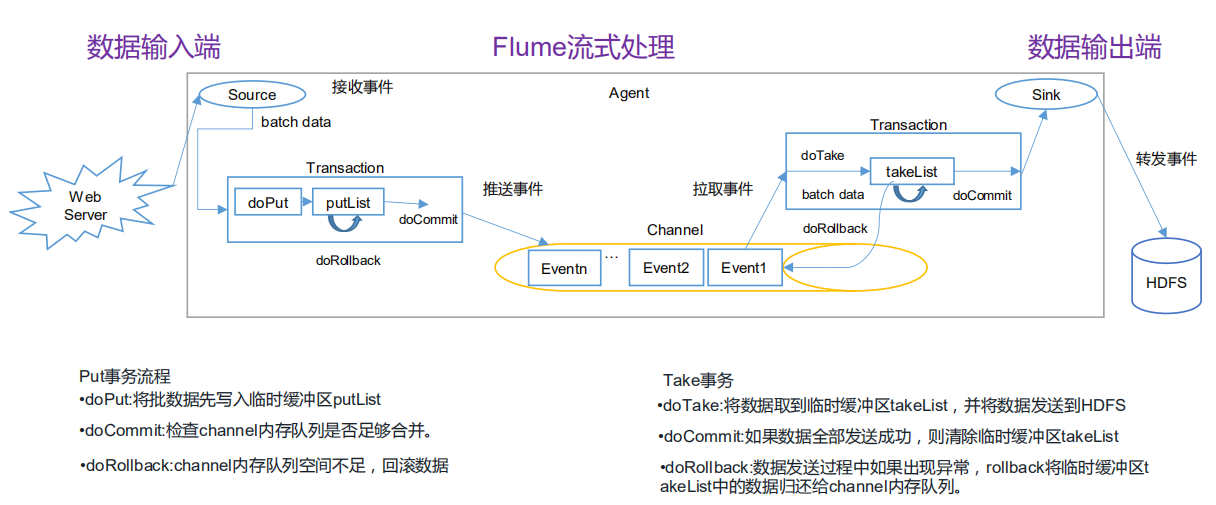 数据输入端
Flume流式处理
数据输出端
Source
接收事件
Agent
Sink
batch data
Transaction
doTake
takeList
batch data
doCommit
doRollback
转发事件
Web
Server
Transaction
doPut
putList
doCommit
doRollback
推送事件
拉取事件
Channel
Eventn
...
Event2
Event1
HDFS
Put事务流程
•doPut:将批数据先写入临时缓冲区putList
•doCommit:检查channel内存队列是否足够合并。
•doRollback:channel内存队列空间不足，回滚数据
Take事务
•doTake:将数据取到临时缓冲区takeList，并将数据发送到HDFS
•doCommit:如果数据全部发送成功，则清除临时缓冲区takeList
•doRollback:数据发送过程中如果出现异常，rollback将临时缓冲区t
akeList中的数据归还给channel内存队列。